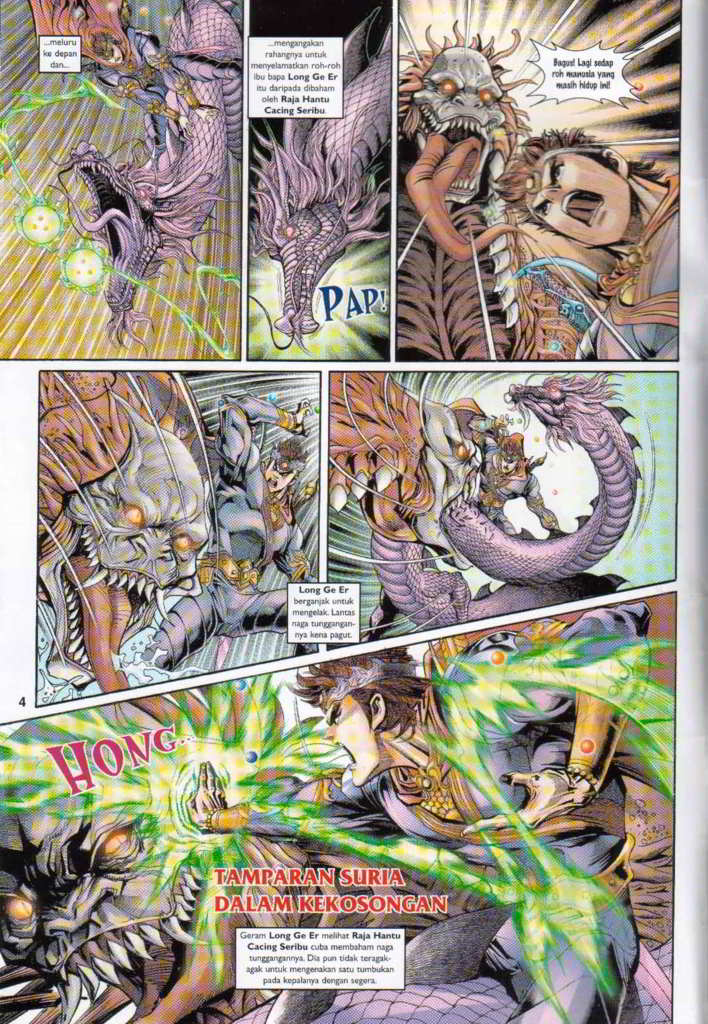 ...meluru
ke depan
dan...
...mengangakan
rahangnya untuk
menyelamatkan roh-roh
ibu bapa Long Ge Er
itu daripada dibaham
oleh Raja Hantu
Cacing Seribu.
Bagus! Lagi sedap
roh manusia yang
masih hidup ini!
PAP!
Long Ge Er
berganjak untuk
mengelak. Lantas
naga tunggangan-
nya kena pagut.
4
HONG...
TAMPARAN SURIA
DALAM KEKOSONGAN
Geram Long Ge Er melihat Raja Hantu
Cacing Seribu cuba membaham naga
tunggangannya. Dia pun tidak teragak-
agak untuk mengenakan satu tumbukan
pada kepalanya dengan segera.